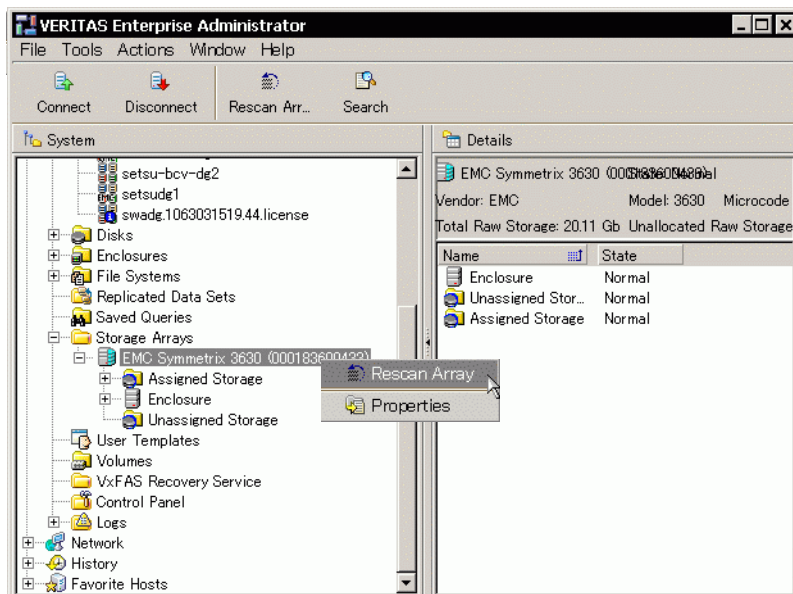 VERITAS Enterprise Administrator
File Tools Actions Window Help
Connect Disconnect Rescan Arr... Search
System
setsu-bcv-dg2
setsudg1
swadg.1063031519.44.license
Disks
Enclosures
File Systems
Replicated Data Sets
Saved Queries
Storage Arrays
EMC Symmetrix 3630
Assigned Storage
Enclosure
Unassigned Storage
User Templates
Volumes
VxFAS Recovery Service
Control Panel
Logs
Network
History
Favorite Hosts
Rescan Array
Properties
Details
EMC Symmetrix 3630
Vendor: EMC Model: 3630 Microcode
Total Raw Storage: 20.11 Gb Unallocated Raw Storage
Name State
Enclosure Normal
Unassigned Stor... Normal
Assigned Storage Normal